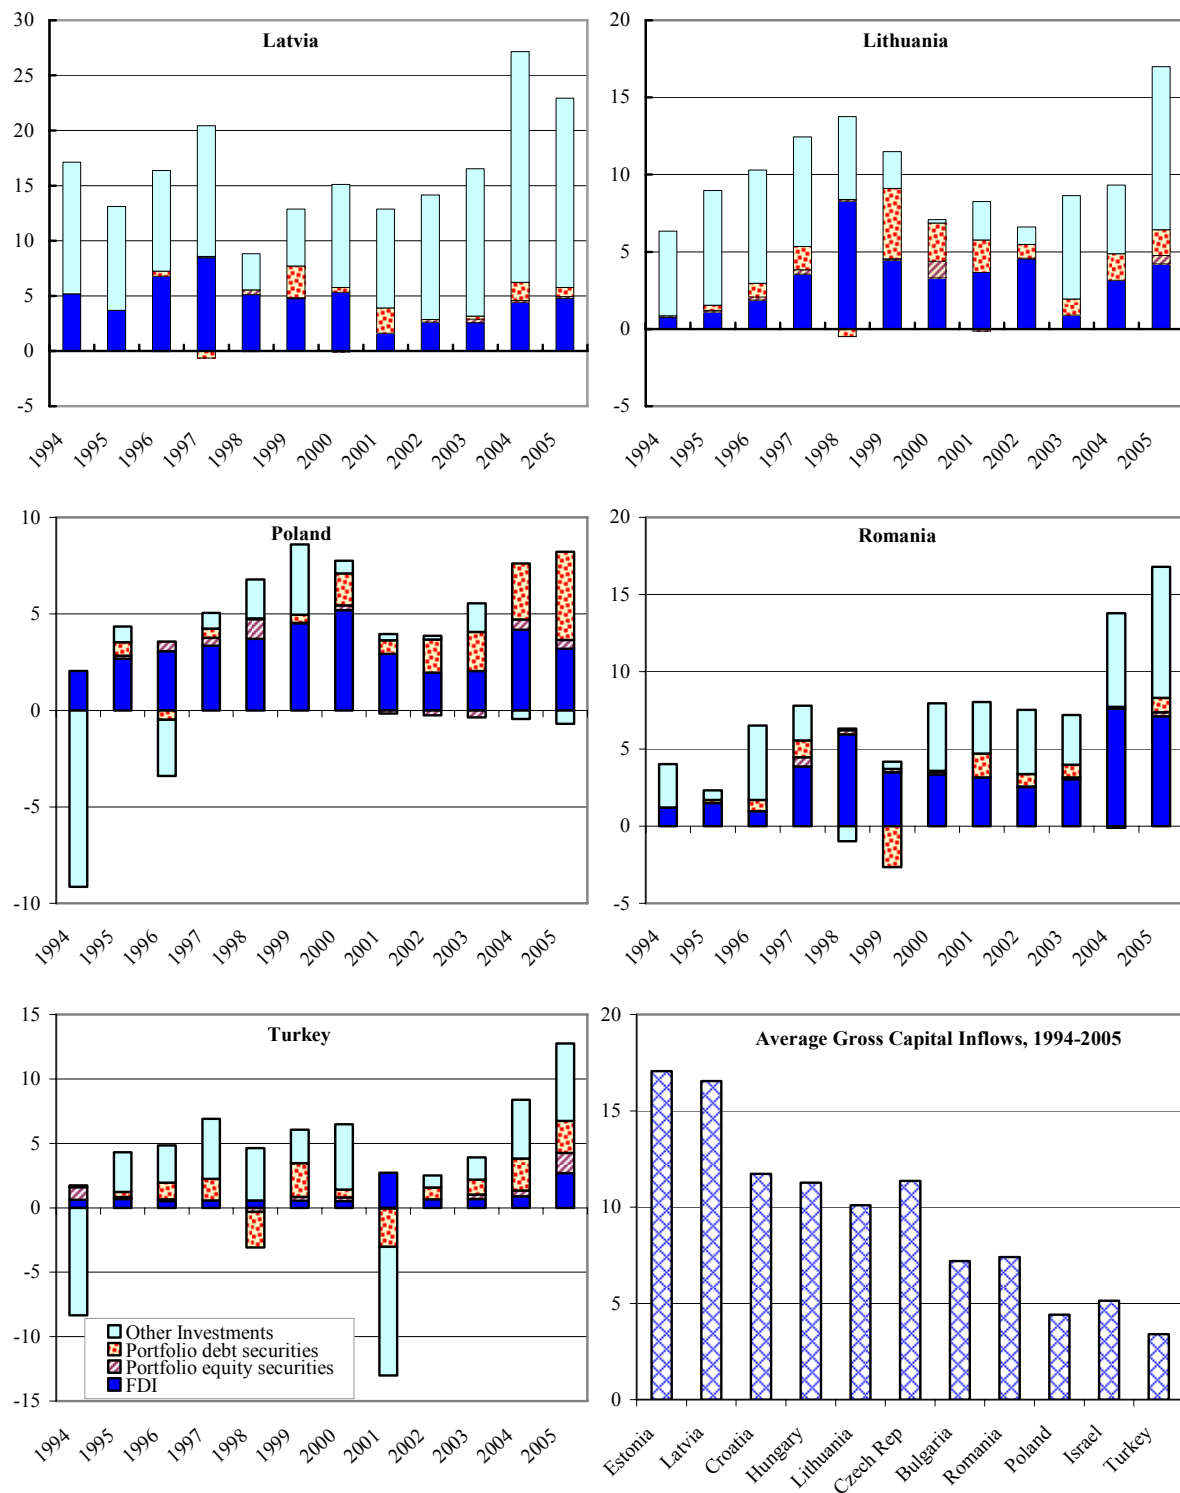 Latvia
30
25
20
15
10
5
0
-5
1994 1995 1996 1997 1998 1999 2000 2001 2002 2003 2004 2005
Lithuania
20
15
10
5
0
-5
1994 1995 1996 1997 1998 1999 2000 2001 2002 2003 2004 2005
Poland
10
5
0
-5
-10
1994 1995 1996 1997 1998 1999 2000 2001 2002 2003 2004 2005
Romania
20
15
10
5
0
-5
1994 1995 1996 1997 1998 1999 2000 2001 2002 2003 2004 2005
Turkey
15
10
5
0
-5
-10
-15
Other Investments
Portfolio debt securities
Portfolio equity securities
FDI
1994 1995 1996 1997 1998 1999 2000 2001 2002 2003 2004 2005
Average Gross Capital Inflows, 1994-2005
20
15
10
5
0
Estonia Latvia Croatia Hungary Lithuania Czech Rep Bulgaria Romania Poland Israel Turkey